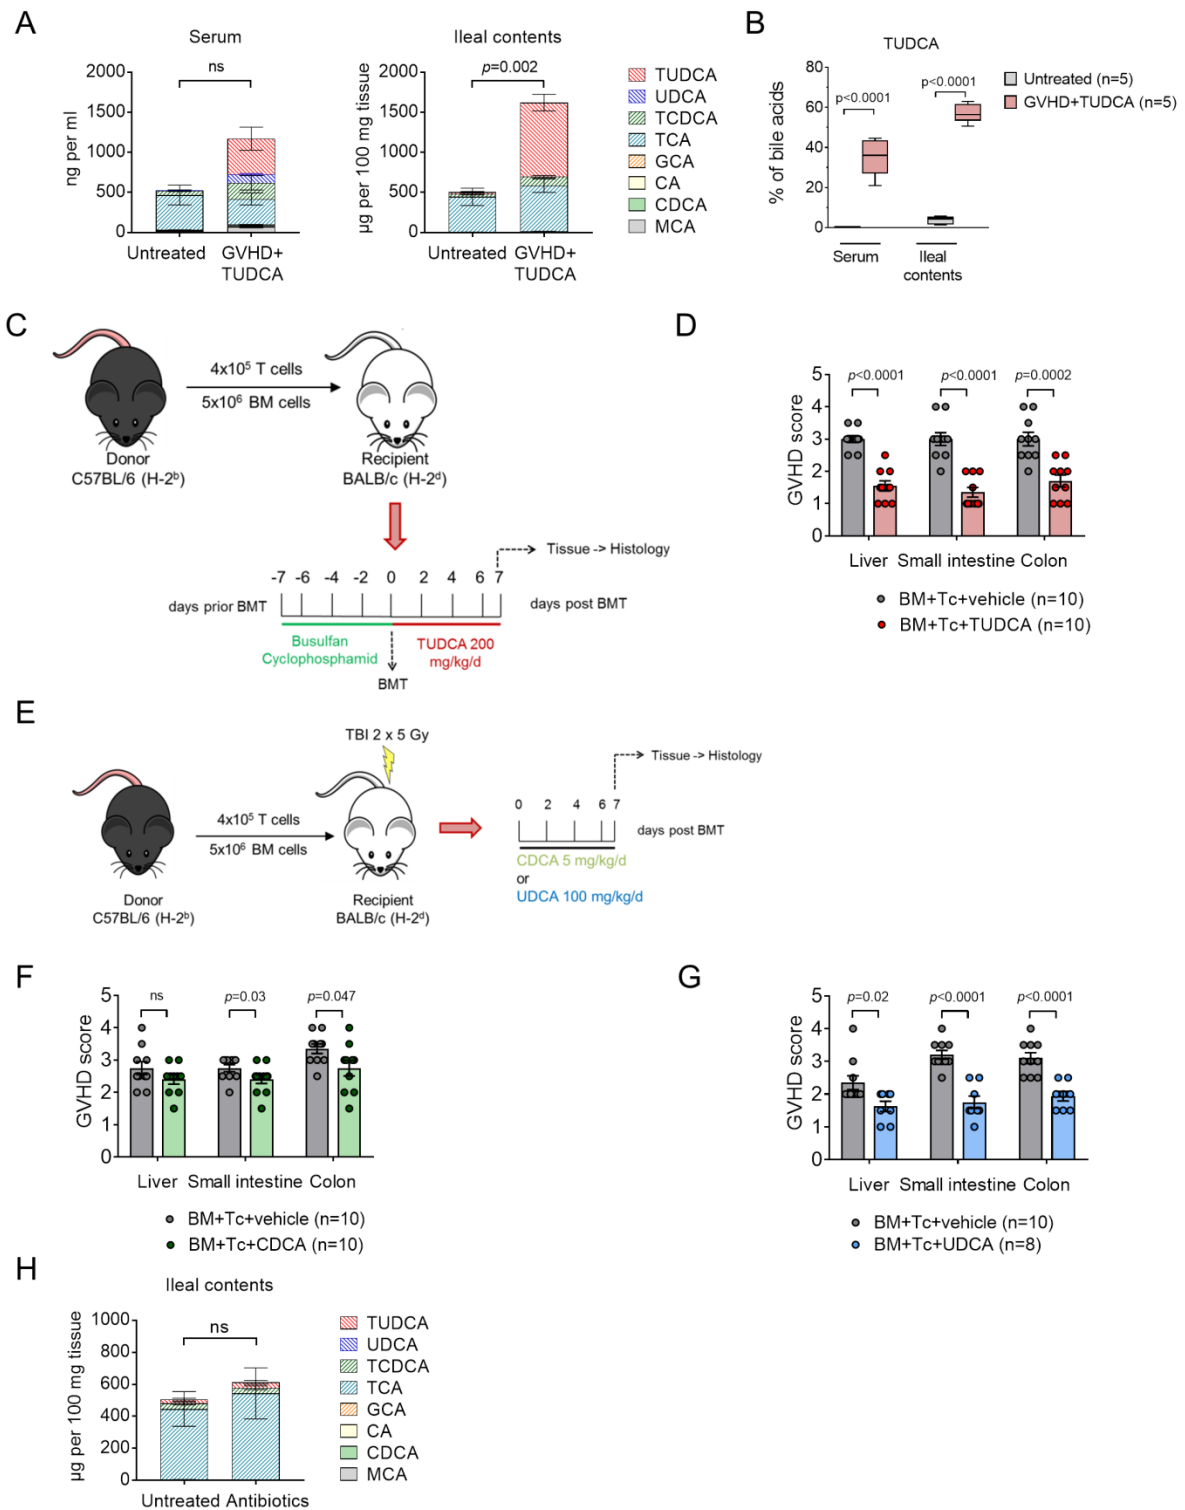 A
Serum
2000
1500
1000
500
0
ng per ml
ns
Untreated GVHD+
TUDCA
Ileal contents
2000
1500
1000
500
0
µg per 100 mg tissue
p=0.002
Untreated GVHD+
TUDCA
TUDCA
UDCA
TCDCA
TCA
GCA
CA
CDCA
MCA
B
TUDCA
80
60
40
20
0
% of bile acids
p<0.0001
p<0.0001
Serum Ileal
contents
Untreated (n=5)
GVHD+TUDCA (n=5)
C
4x10⁵ T cells
5x10⁶ BM cells
Donor
C57BL/6 (H-2ᵇ)
Recipient
BALB/c (H-2ᵈ)
Tissue -> Histology
-7 -6 -4 -2 0 2 4 6 7
days prior BMT
days post BMT
Busulfan
Cyclophosphamid
TUDCA 200
mg/kg/d
BMT
D
5
4
3
2
1
0
GVHD score
p<0.0001 p<0.0001 p=0.0002
Liver Small intestine Colon
BM+Tc+vehicle (n=10)
BM+Tc+TUDCA (n=10)
E
TBI 2 x 5 Gy
4x10⁵ T cells
5x10⁶ BM cells
Donor
C57BL/6 (H-2ᵇ)
Recipient
BALB/c (H-2ᵈ)
Tissue -> Histology
0 2 4 6 7
days post BMT
CDCA 5 mg/kg/d
or
UDCA 100 mg/kg/d
F
5
4
3
2
1
0
GVHD score
ns p=0.03 p=0.047
Liver Small intestine Colon
BM+Tc+vehicle (n=10)
BM+Tc+CDCA (n=10)
G
5
4
3
2
1
0
GVHD score
p=0.02 p<0.0001 p<0.0001
Liver Small intestine Colon
BM+Tc+vehicle (n=10)
BM+Tc+UDCA (n=8)
H
Ileal contents
1000
800
600
400
200
0
µg per 100 mg tissue
ns
Untreated Antibiotics
TUDCA
UDCA
TCDCA
TCA
GCA
CA
CDCA
MCA